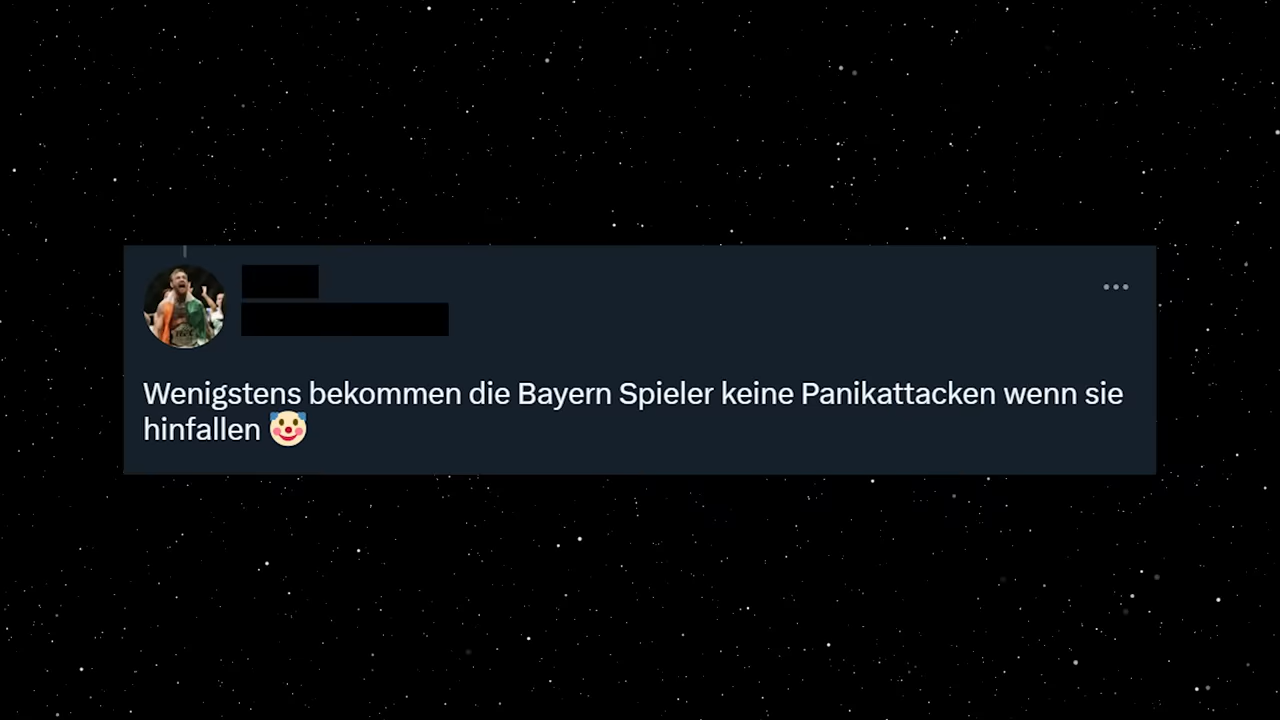 Wenigstens bekommen die Bayern Spieler keine Panikattacken wenn sie
hinfallen 🤡